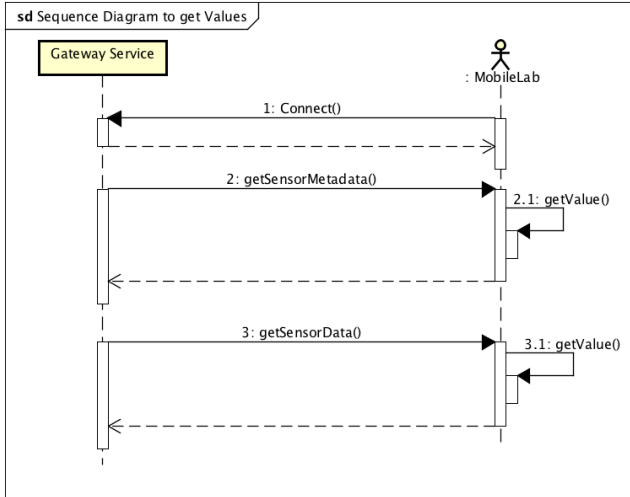 sd Sequence Diagram to get Values
Gateway Service
: MobileLab
1: Connect()
2: getSensorMetadata()
2.1: getValue()
3: getSensorData()
3.1: getValue()